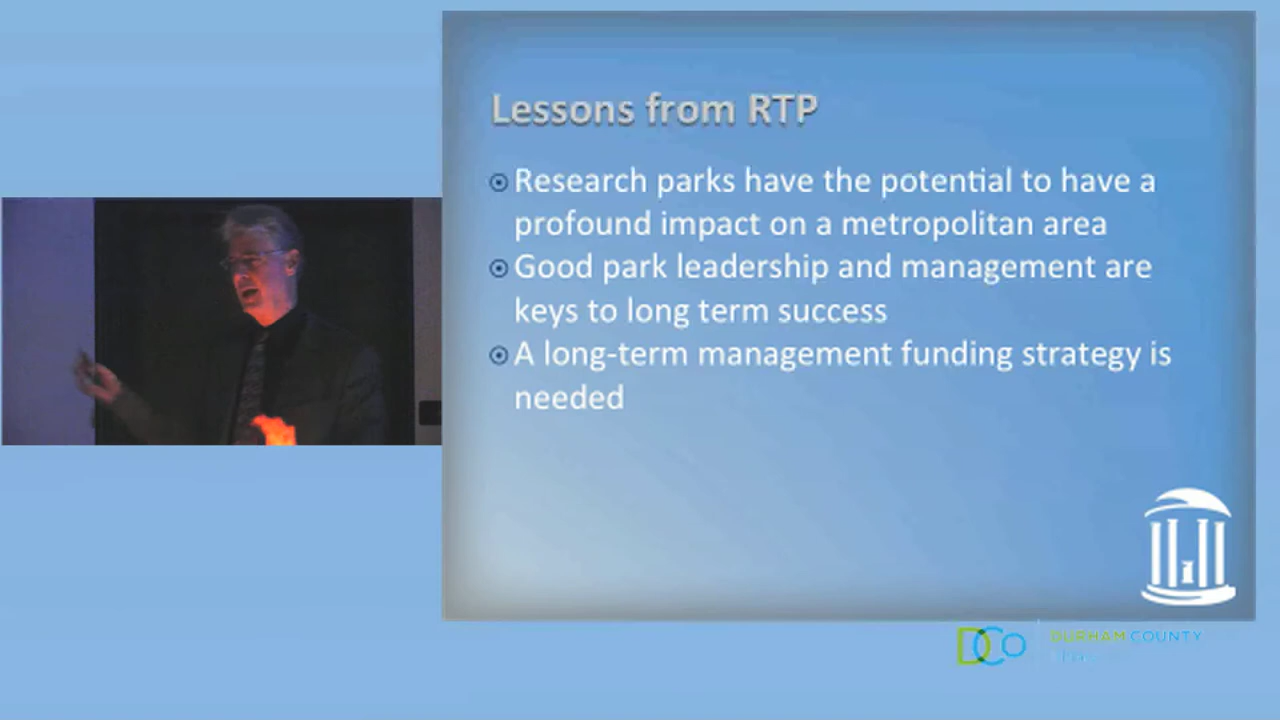 Lessons from RTP
Research parks have the potential to have a
profound impact on a metropolitan area
Good park leadership and management are
keys to long term success
A long-term management funding strategy is
needed
DCo
DURHAM COUNTY